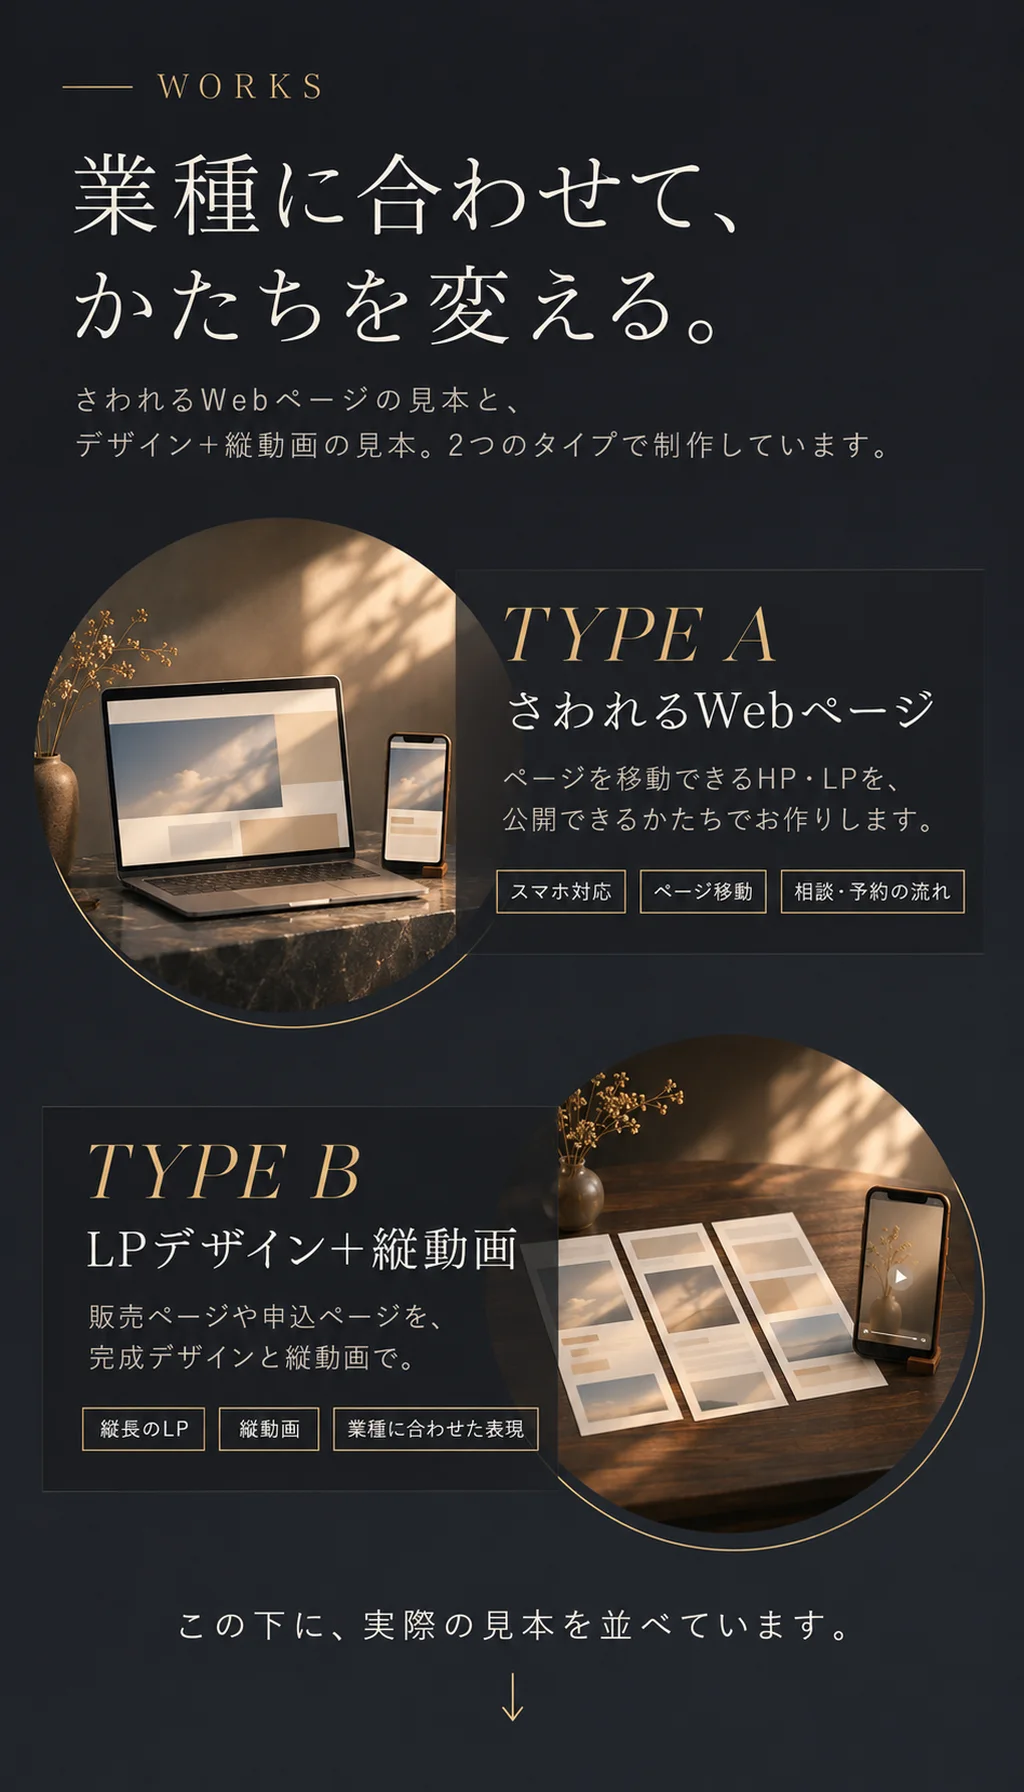 WORKS
業種に合わせて、
かたちを変える。
さわれるWebページの見本と、
デザイン＋縦動画の見本。2つのタイプで制作しています。
TYPE A
さわれるWebページ
ページを移動できるHP・LPを、
公開できるかたちでお作りします。
スマホ対応
ページ移動
相談・予約の流れ
TYPE B
LPデザイン＋縦動画
販売ページや申込ページを、
完成デザインと縦動画で。
縦長のLP
縦動画
業種に合わせた表現
この下に、実際の見本を並べています。